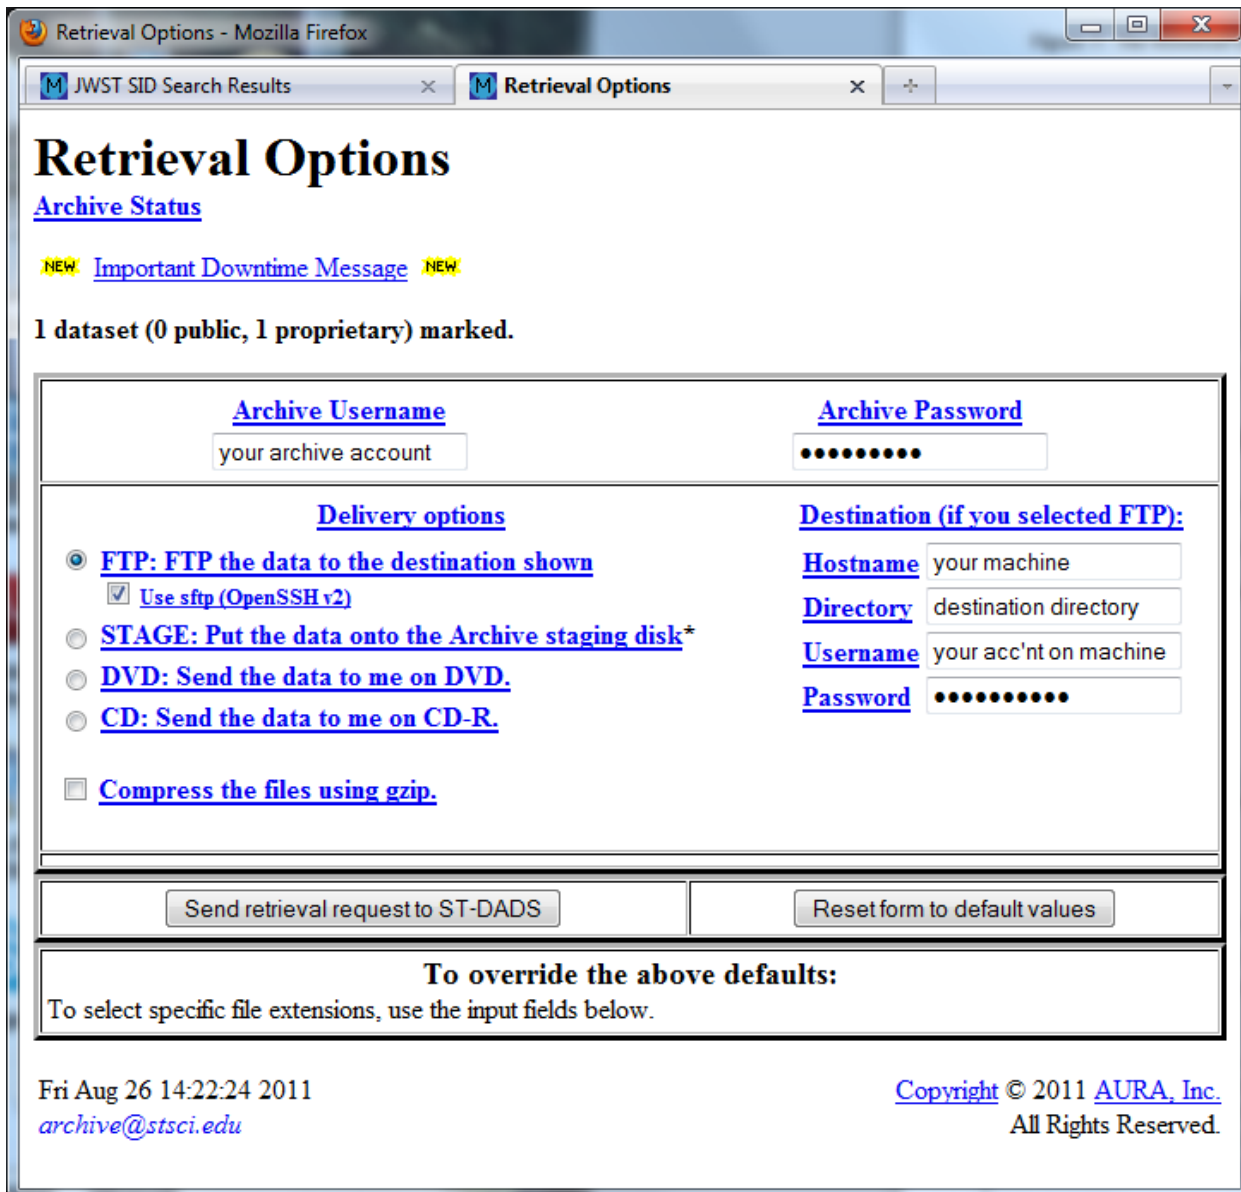 Retrieval Options - Mozilla Firefox
JWST SID Search Results
Retrieval Options
Retrieval Options
Archive Status
NEW Important Downtime Message NEW
1 dataset (0 public, 1 proprietary) marked.
Archive Username Archive Password
your archive account •••••••••
Delivery options Destination (if you selected FTP):
FTP: FTP the data to the destination shown
Hostname your machine
Use sftp (OpenSSH v2)
Directory destination directory
STAGE: Put the data onto the Archive staging disk*
Username your acc'nt on machine
DVD: Send the data to me on DVD.
Password ••••••••••
CD: Send the data to me on CD-R.
Compress the files using gzip.
Send retrieval request to ST-DADS Reset form to default values
To override the above defaults:
To select specific file extensions, use the input fields below.
Fri Aug 26 14:22:24 2011 Copyright © 2011 AURA, Inc.
archive@stsci.edu All Rights Reserved.